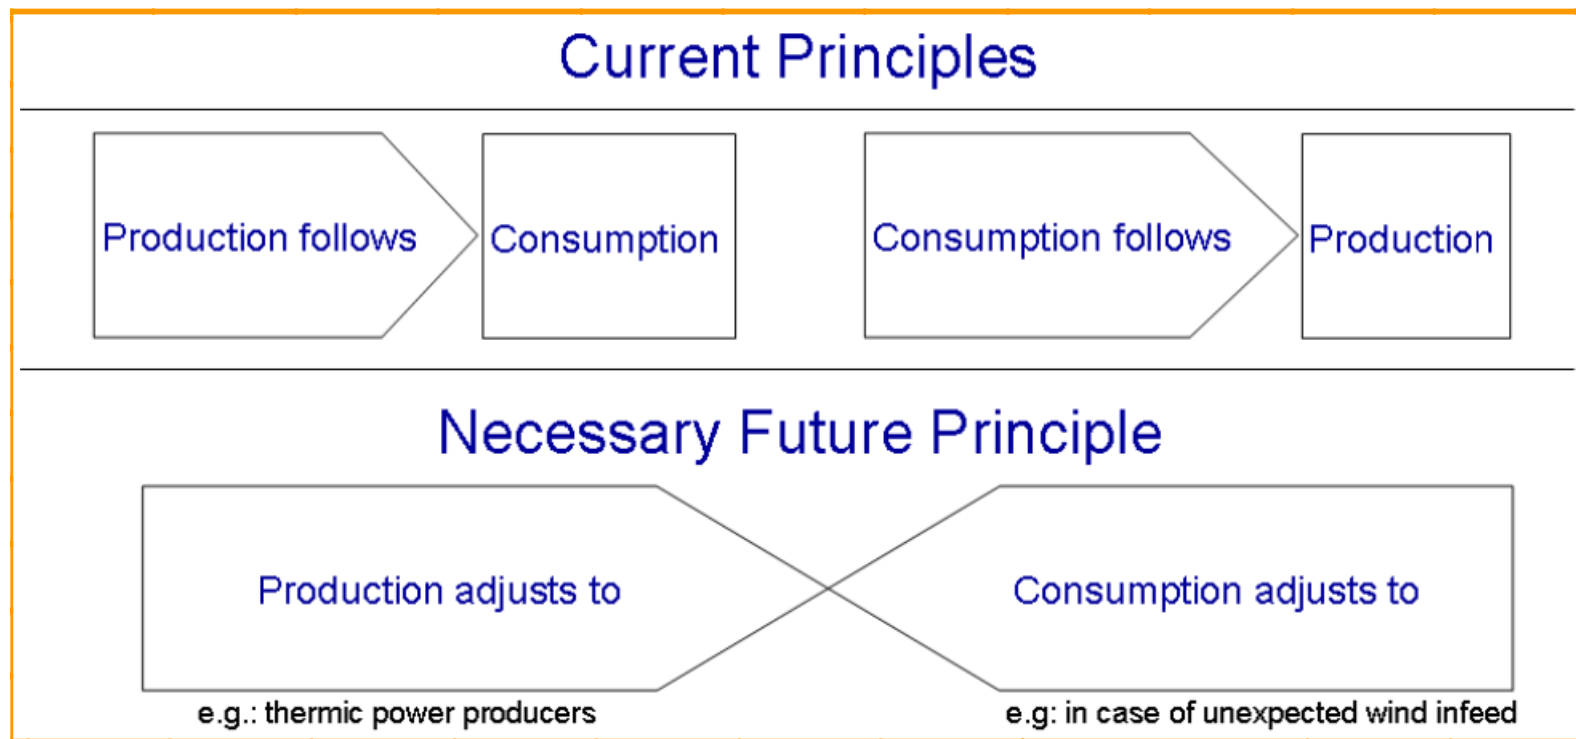 Current Principles
Production follows Consumption Consumption follows Production
Necessary Future Principle
Production adjusts to Consumption adjusts to
e.g.: thermic power producers e.g: in case of unexpected wind infeed